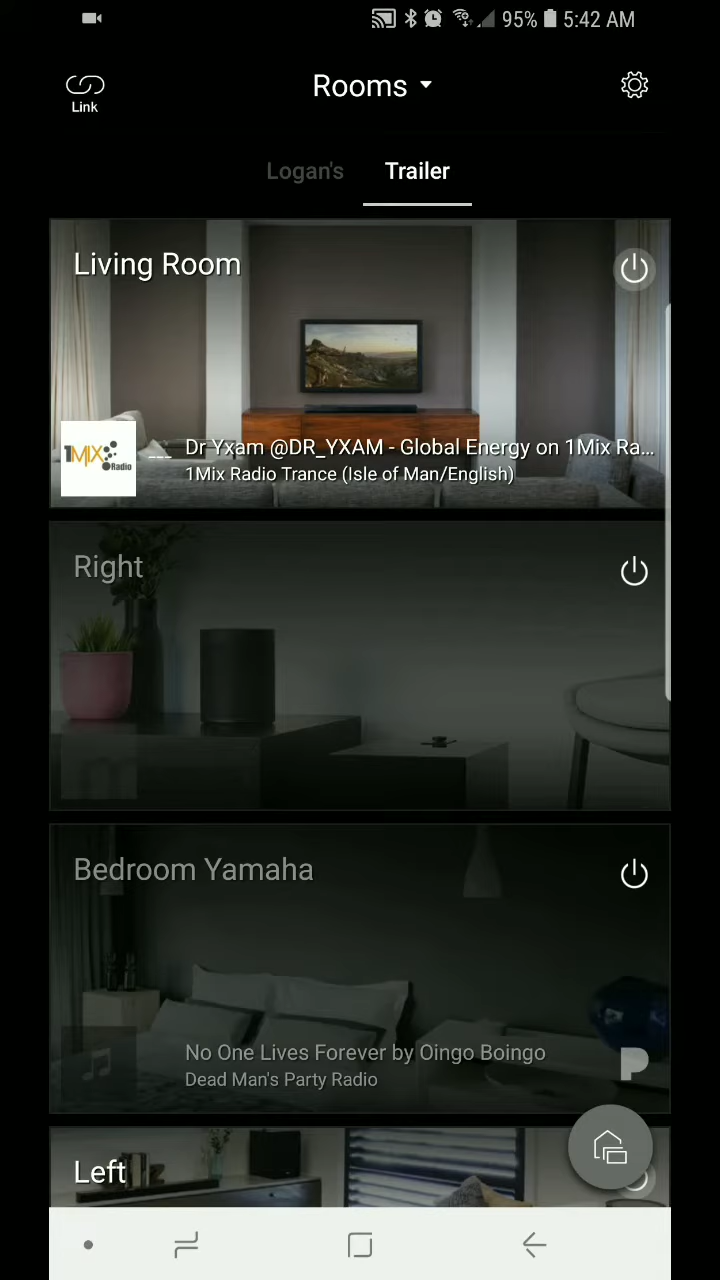 95% 5:42 AM
Link
Rooms
Logan's
Trailer
Living Room
1MIX Radio
Dr Yxam @DR_YXAM - Global Energy on 1Mix Ra...
1Mix Radio Trance (Isle of Man/English)
Right
Bedroom Yamaha
No One Lives Forever by Oingo Boingo
Dead Man's Party Radio
Left